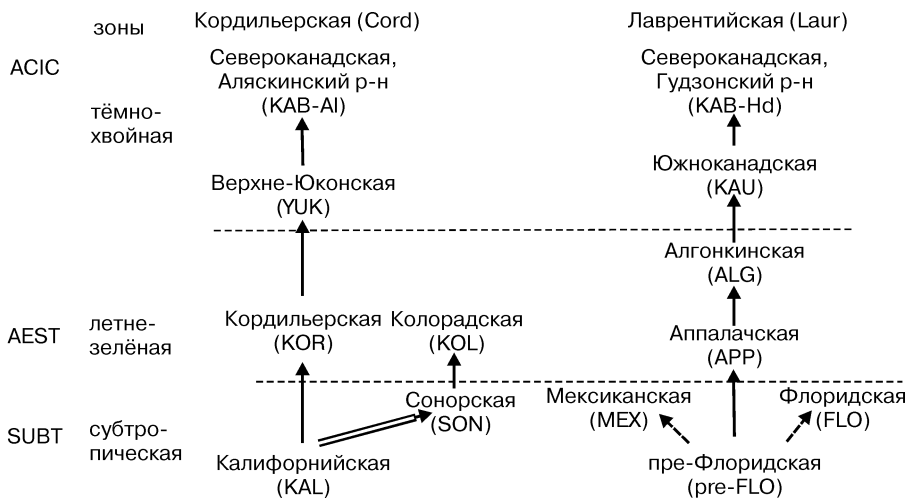 зоны Кордильерская (Cord) Лаврентийская (Laur)
ACIC
Североканадская, Североканадская,
Аляскинский р-н Гудзонский р-н
(KAB-Al) (KAB-Hd)
тёмно-
хвойная
Южноканадская
(KAU)
Верхне-Юконская
(YUK)
Алгонкинская
(ALG)
AEST
летне-
зелёная
Кордильерская Колорадская
(KOR) (KOL)
Аппалачская
(APP)
Сонорская
(SON)
Мексиканская Флоридская
(MEX) (FLO)
SUBT
субтро-
пическая
Калифорнийская пре-Флоридская
(KAL) (pre-FLO)